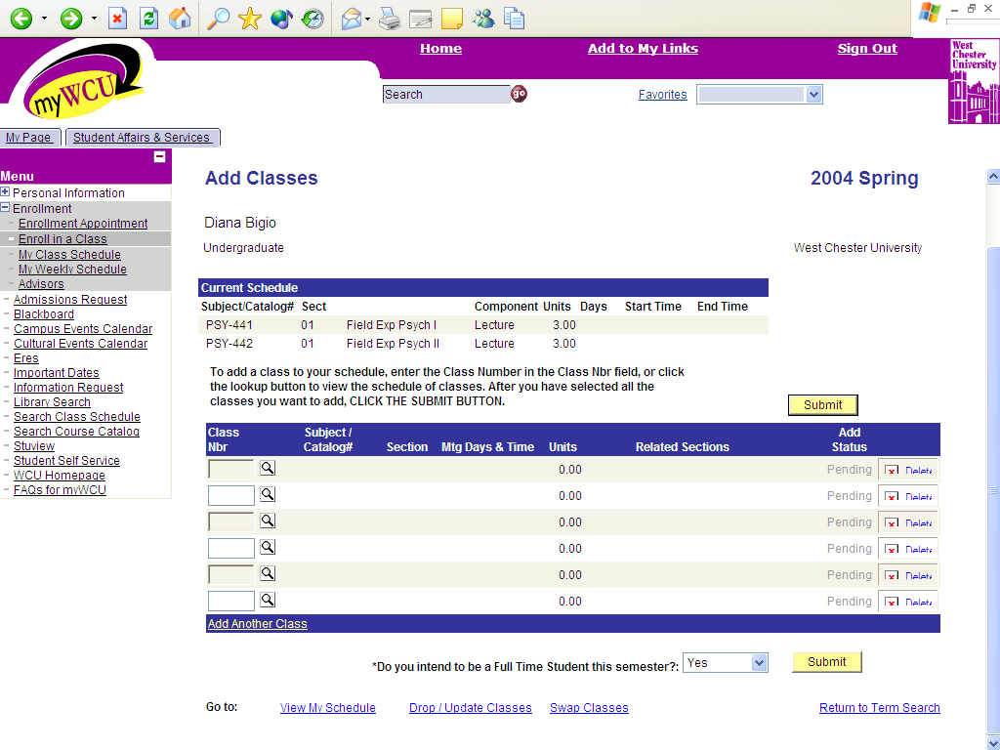 Home
Add to My Links
Sign Out
West
Chester
University
myWCU
Search
go
Favorites
My Page
Student Affairs & Services
Menu
Personal Information
Enrollment
Enrollment Appointment
Enroll in a Class
My Class Schedule
My Weekly Schedule
Advisors
Admissions Request
Blackboard
Campus Events Calendar
Cultural Events Calendar
Eres
Important Dates
Information Request
Library Search
Search Class Schedule
Search Course Catalog
Stuview
Student Self Service
WCU Homepage
FAQs for myWCU
Add Classes
2004 Spring
Diana Bigio
Undergraduate
West Chester University
Current Schedule
Subject/Catalog# Sect Component Units Days Start Time End Time
PSY-441 01 Field Exp Psych I Lecture 3.00
PSY-442 01 Field Exp Psych II Lecture 3.00
To add a class to your schedule, enter the Class Number in the Class Nbr field, or click
the lookup button to view the schedule of classes. After you have selected all the
classes you want to add, CLICK THE SUBMIT BUTTON.
Submit
Class Subject / Add
Nbr Catalog# Section Mtg Days & Time Units Related Sections Status
0.00 Pending Delete
0.00 Pending Delete
0.00 Pending Delete
0.00 Pending Delete
0.00 Pending Delete
0.00 Pending Delete
Add Another Class
*Do you intend to be a Full Time Student this semester?: Yes Submit
Go to: View My Schedule Drop / Update Classes Swap Classes Return to Term Search